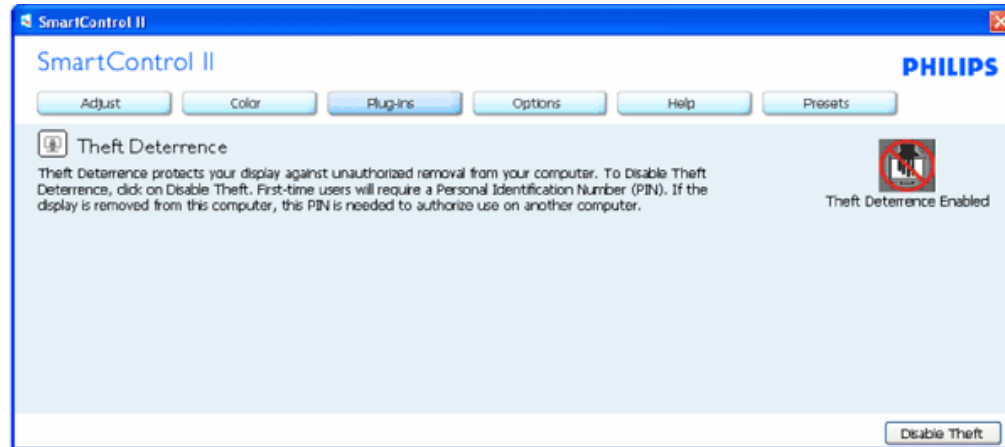 SmartControl II
SmartControl II
PHILIPS
Adjust Color Plug-Ins Options Help Presets
Theft Deterrence
Theft Deterrence protects your display against unauthorized removal from your computer. To Disable Theft
Deterrence, click on Disable Theft. First-time users will require a Personal Identification Number (PIN). If the
display is removed from this computer, this PIN is needed to authorize use on another computer.
Theft Deterrence Enabled
Disable Theft